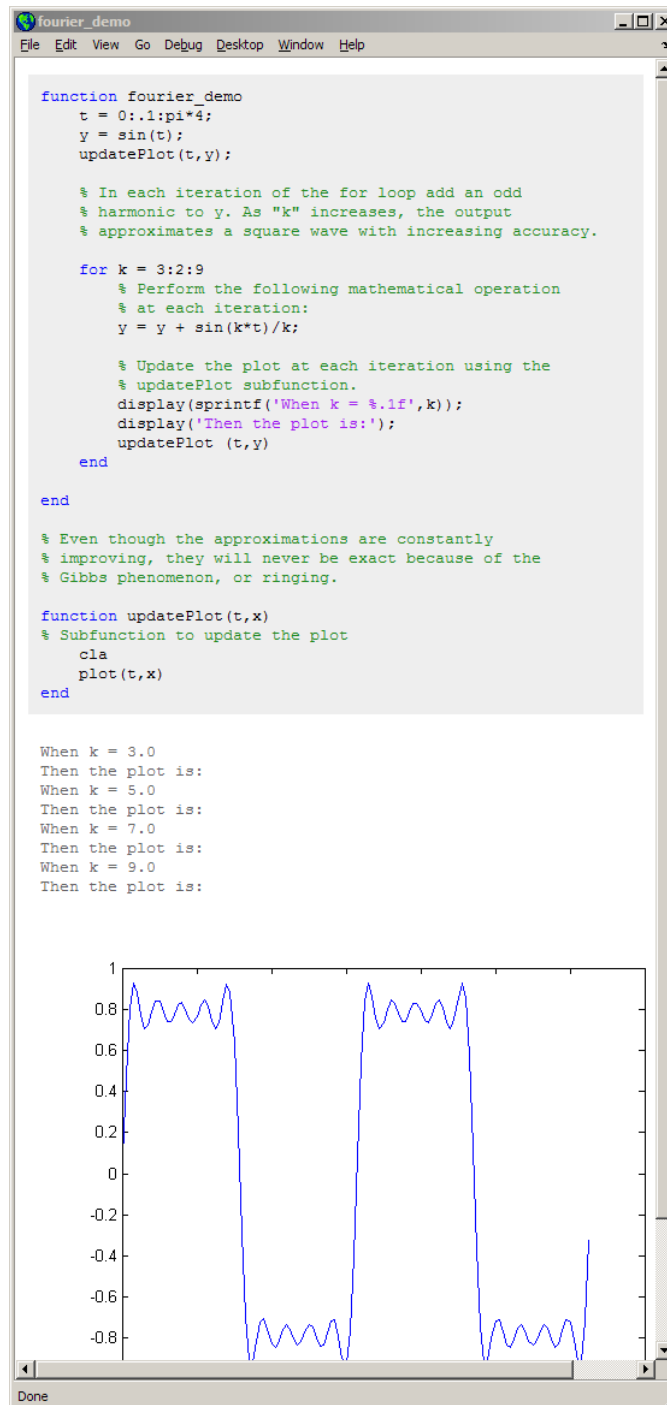 fourier_demo
File Edit View Go Debug Desktop Window Help
function fourier_demo
t = 0:.1:pi*4;
y = sin(t);
updatePlot(t,y);
% In each iteration of the for loop add an odd
% harmonic to y. As "k" increases, the output
% approximates a square wave with increasing accuracy.
for k = 3:2:9
% Perform the following mathematical operation
% at each iteration:
y = y + sin(k*t)/k;
% Update the plot at each iteration using the
% updatePlot subfunction.
display(sprintf('When k = %.1f',k));
display('Then the plot is:');
updatePlot (t,y)
end
end
% Even though the approximations are constantly
% improving, they will never be exact because of the
% Gibbs phenomenon, or ringing.
function updatePlot(t,x)
% Subfunction to update the plot
cla
plot(t,x)
end
When k = 3.0
Then the plot is:
When k = 5.0
Then the plot is:
When k = 7.0
Then the plot is:
When k = 9.0
Then the plot is:
1
0.8
0.6
0.4
0.2
0
-0.2
-0.4
-0.6
-0.8
Done